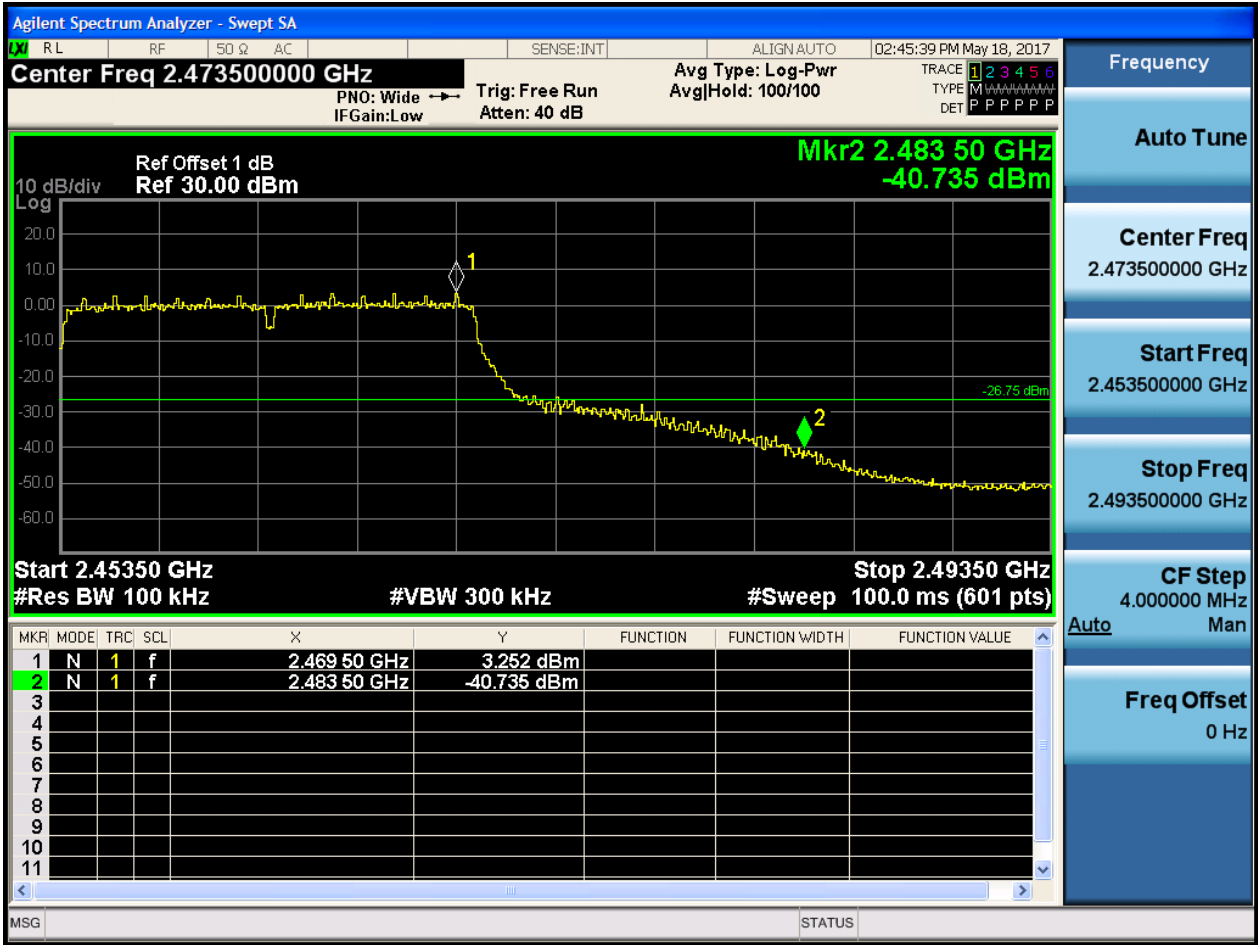 Agilent Spectrum Analyzer - Swept SA
LXI RL RF 50 Ω AC SENSE:INT ALIGN AUTO 02:45:39 PM May 18, 2017
Center Freq 2.473500000 GHz
PNO: Wide
IFGain:Low
Trig: Free Run
Atten: 40 dB
Avg Type: Log-Pwr
Avg|Hold: 100/100
TRACE 1 2 3 4 5 6
TYPE M WWWWW
DET P P P P P P
Ref Offset 1 dB
10 dB/div Ref 30.00 dBm
Log
Mkr2 2.483 50 GHz
-40.735 dBm
20.0
10.0
0.00
-10.0
-20.0
-30.0
-40.0
-50.0
-60.0
1
-26.75 dBm
2
Start 2.45350 GHz Stop 2.49350 GHz
#Res BW 100 kHz #VBW 300 kHz #Sweep 100.0 ms (601 pts)
MKR MODE TRC SCL X Y FUNCTION FUNCTION WIDTH FUNCTION VALUE
1 N 1 f 2.469 50 GHz 3.252 dBm
2 N 1 f 2.483 50 GHz -40.735 dBm
3
4
5
6
7
8
9
10
11
MSG STATUS
Frequency
Auto Tune
Center Freq
2.473500000 GHz
Start Freq
2.453500000 GHz
Stop Freq
2.493500000 GHz
CF Step
4.000000 MHz
Auto Man
Freq Offset
0 Hz